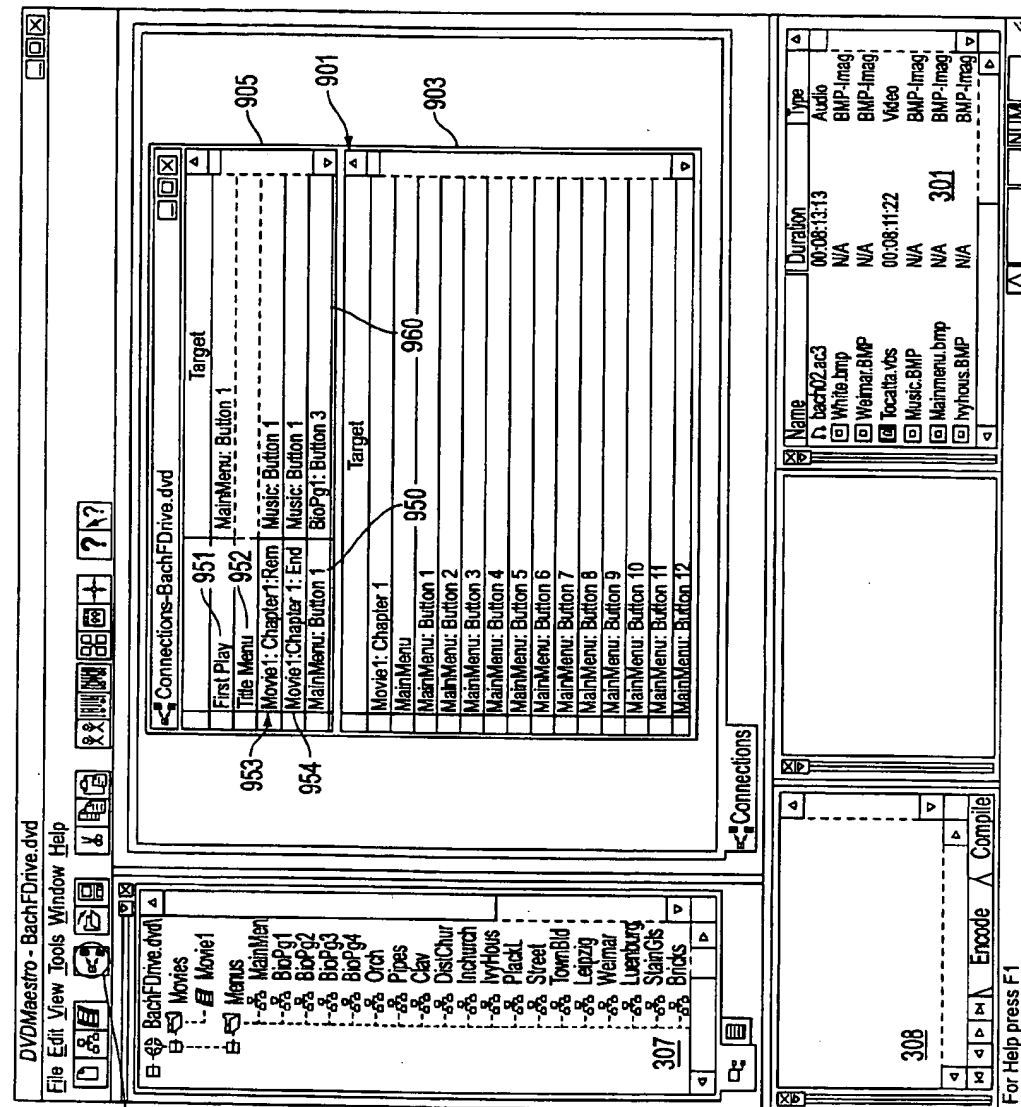 DVDMaestro - BachFDrive.dvd
File Edit View Tools Window Help
BachFDrive.dvd\
Movies
Movie1
Menus
MainMen
BioPg1
BioPg2
BioPg3
BioPg4
Orch
Pipes
Clav
DistChur
Inchurch
IvyHous
PlackL
Street
TownBld
Leipzig
Weimar
Luenburg
StainGls
Bricks
307
Connections-BachFDrive.dvd
Target
First Play
MainMenu: Button 1
Title Menu
Movie1: Chapter1:Rem
Music: Button 1
Movie1:Chapter 1: End
Music: Button 1
MainMenu: Button 1
BioPg1: Button 3
951
952
953
954
905
901
903
960
950
Target
Movie1: Chapter 1
MainMenu
MainMenu: Button 1
MainMenu: Button 2
MainMenu: Button 3
MainMenu: Button 4
MainMenu: Button 5
MainMenu: Button 6
MainMenu: Button 7
MainMenu: Button 8
MainMenu: Button 9
MainMenu: Button 10
MainMenu: Button 11
MainMenu: Button 12
Connections
308
Encode
Compile
Name Duration Type
bach02.ac3 00:08:13:13 Audio
White.bmp N/A BMP-Imag
Weimar.BMP N/A BMP-Imag
Tocatta.vbs 00:08:11:22 Video
Music.BMP N/A BMP-Imag
Mainmenu.bmp N/A BMP-Imag
Ivyhous.BMP N/A BMP-Imag
301
For Help press F1
NUM